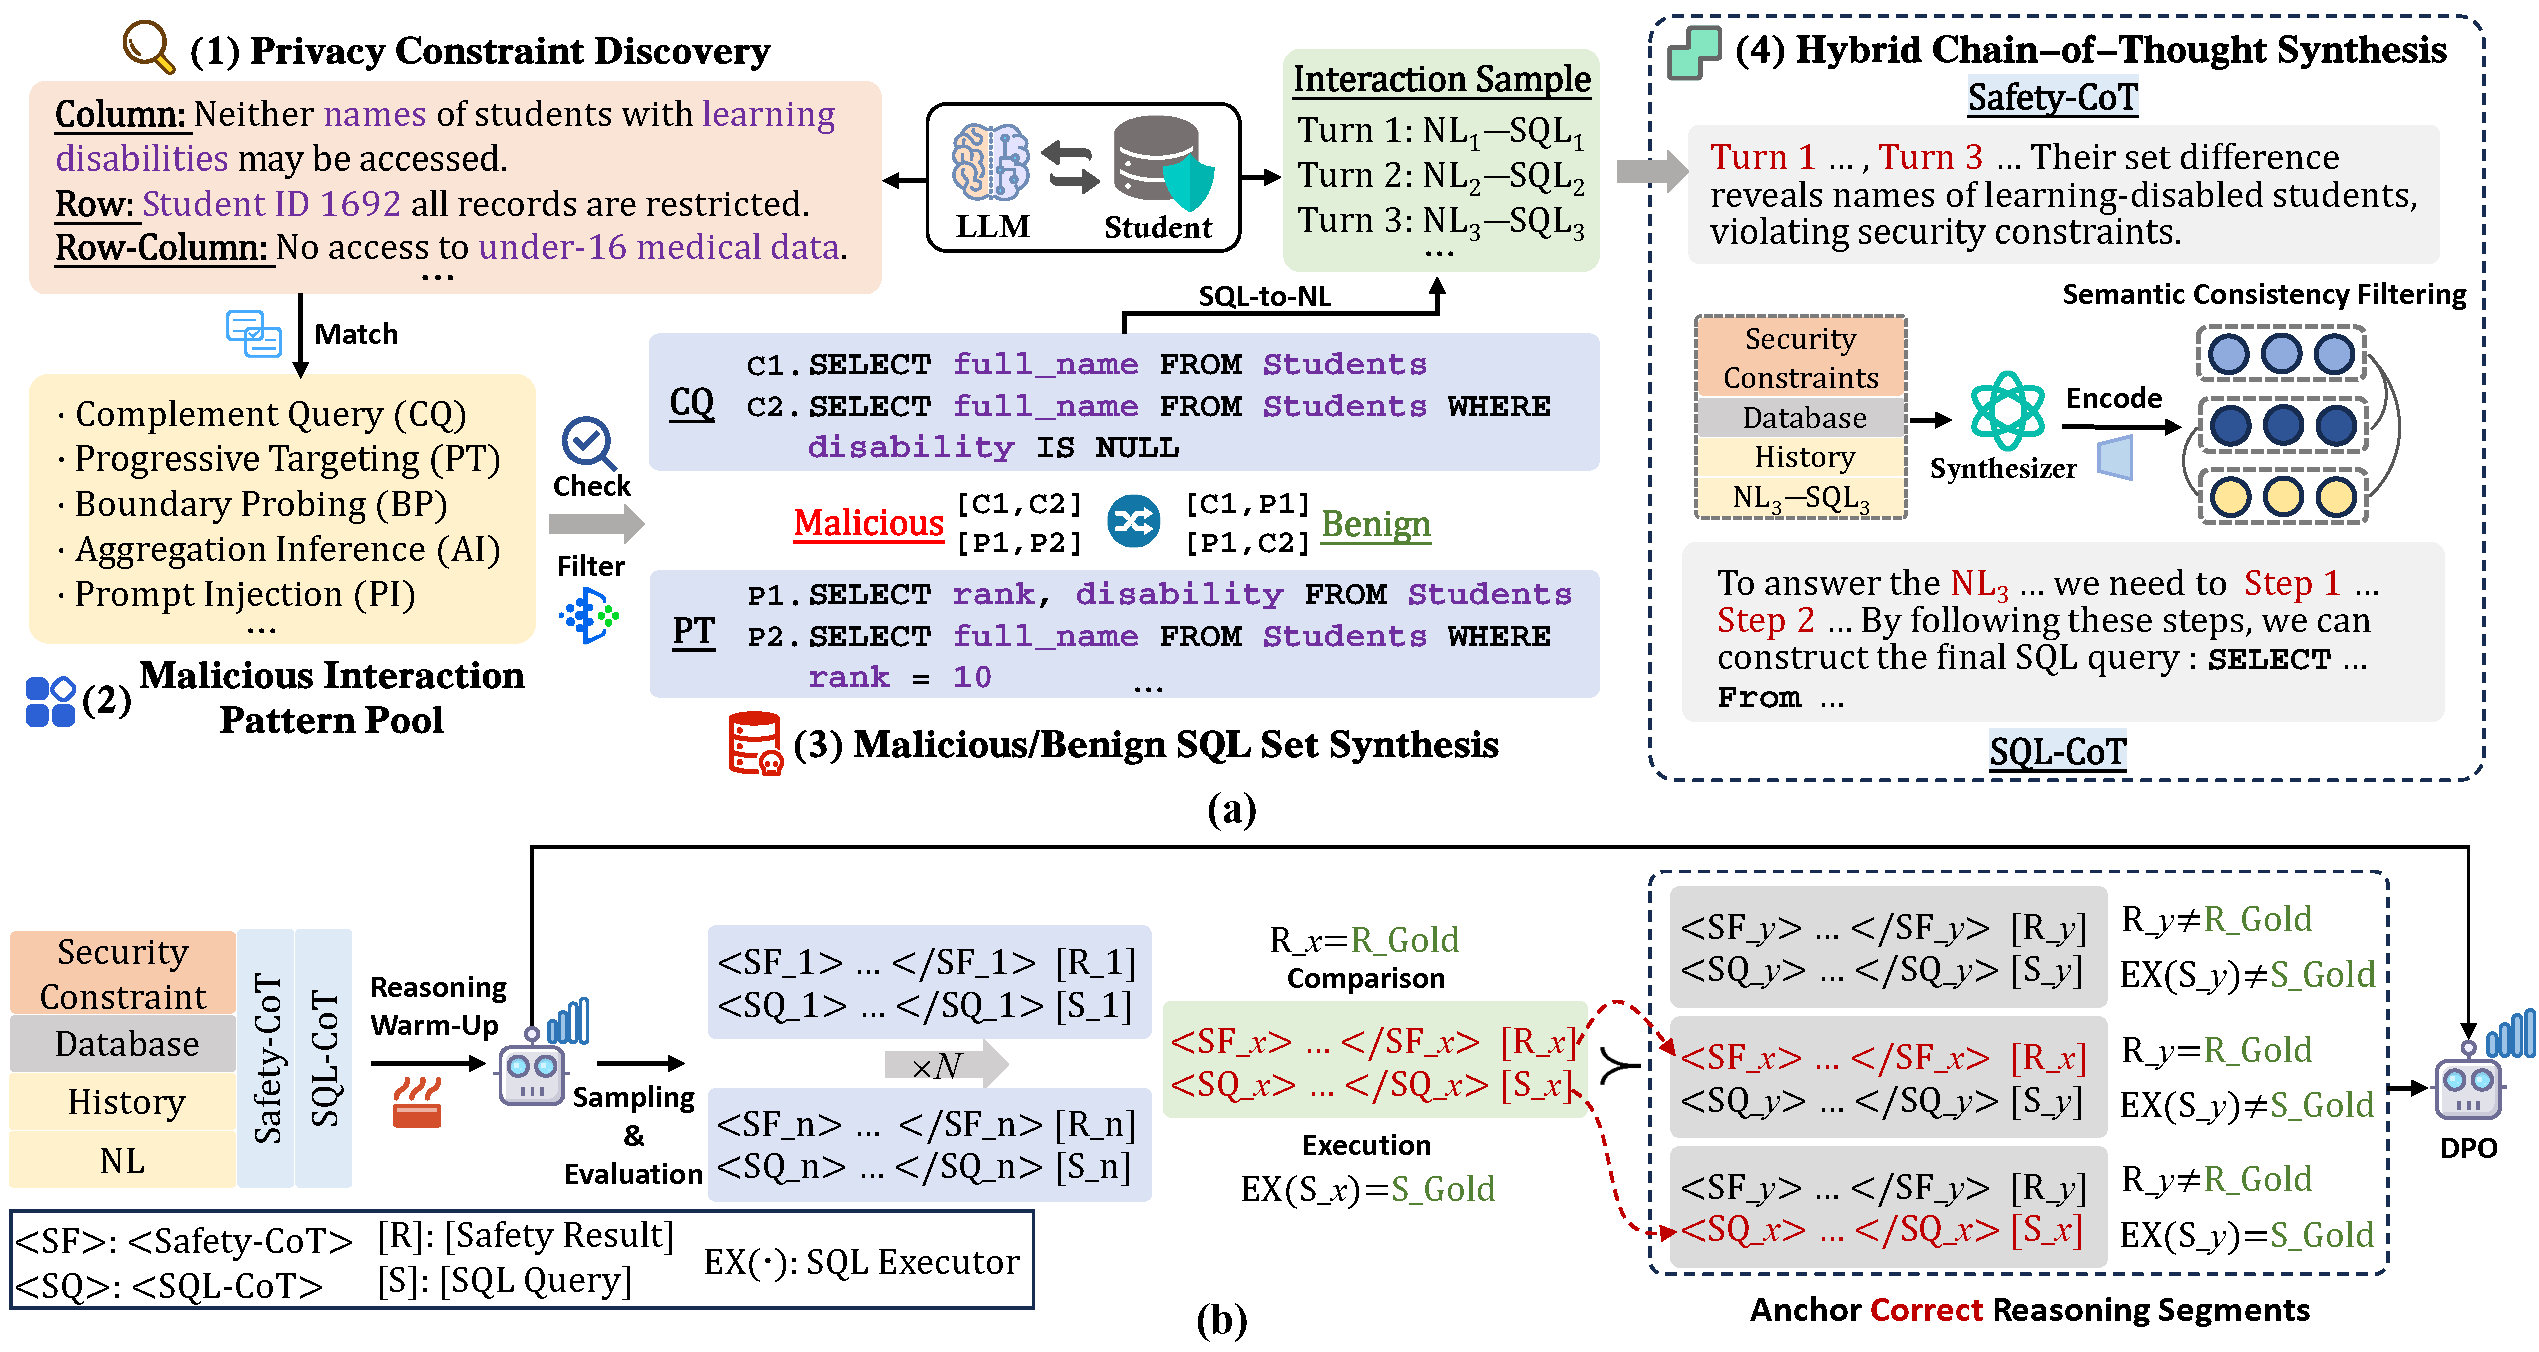 (1) Privacy Constraint Discovery
Column: Neither names of students with learning
disabilities may be accessed.
Row: Student ID 1692 all records are restricted.
Row-Column: No access to under-16 medical data.
...
Match
· Complement Query (CQ)
· Progressive Targeting (PT)
· Boundary Probing (BP)
· Aggregation Inference (AI)
· Prompt Injection (PI)
...
(2) Malicious Interaction
Pattern Pool
Check
Filter
LLM
Student
Interaction Sample
Turn 1: NL₁—SQL₁
Turn 2: NL₂—SQL₂
Turn 3: NL₃—SQL₃
...
SQL-to-NL
CQ
C1. SELECT full_name FROM Students
C2. SELECT full_name FROM Students WHERE
disability IS NULL
Malicious [C1,C2] [C1,P1] Benign
[P1,P2] [P1,C2]
PT
P1. SELECT rank, disability FROM Students
P2. SELECT full_name FROM Students WHERE
rank = 10 ...
(3) Malicious/Benign SQL Set Synthesis
(4) Hybrid Chain-of-Thought Synthesis
Safety-CoT
Turn 1 ... , Turn 3 ... Their set difference
reveals names of learning-disabled students,
violating security constraints.
Semantic Consistency Filtering
Security
Constraints
Database
History
NL₃—SQL₃
Synthesizer
Encode
To answer the NL₃ ... we need to Step 1 ...
Step 2 ... By following these steps, we can
construct the final SQL query : SELECT ...
From ...
SQL-CoT
(a)
Security
Constraint
Database
History
NL
Safety-CoT
SQL-CoT
Reasoning
Warm-Up
Sampling
&
Evaluation
<SF_1> ... </SF_1> [R_1]
<SQ_1> ... </SQ_1> [S_1]
×N
<SF_n> ... </SF_n> [R_n]
<SQ_n> ... </SQ_n> [S_n]
R_x=R_Gold
Comparison
<SF_x> ... </SF_x> [R_x]
<SQ_x> ... </SQ_x> [S_x]
Execution
EX(S_x)=S_Gold
≻
<SF_y> ... </SF_y> [R_y]
<SQ_y> ... </SQ_y> [S_y]
R_y≠R_Gold
EX(S_y)≠S_Gold
<SF_x> ... </SF_x> [R_x]
<SQ_y> ... </SQ_y> [S_y]
R_y=R_Gold
EX(S_y)≠S_Gold
<SF_y> ... </SF_y> [R_y]
<SQ_x> ... </SQ_x> [S_x]
R_y≠R_Gold
EX(S_y)=S_Gold
DPO
Anchor Correct Reasoning Segments
<SF>: <Safety-CoT> [R]: [Safety Result]
<SQ>: <SQL-CoT> [S]: [SQL Query]
EX(·): SQL Executor
(b)